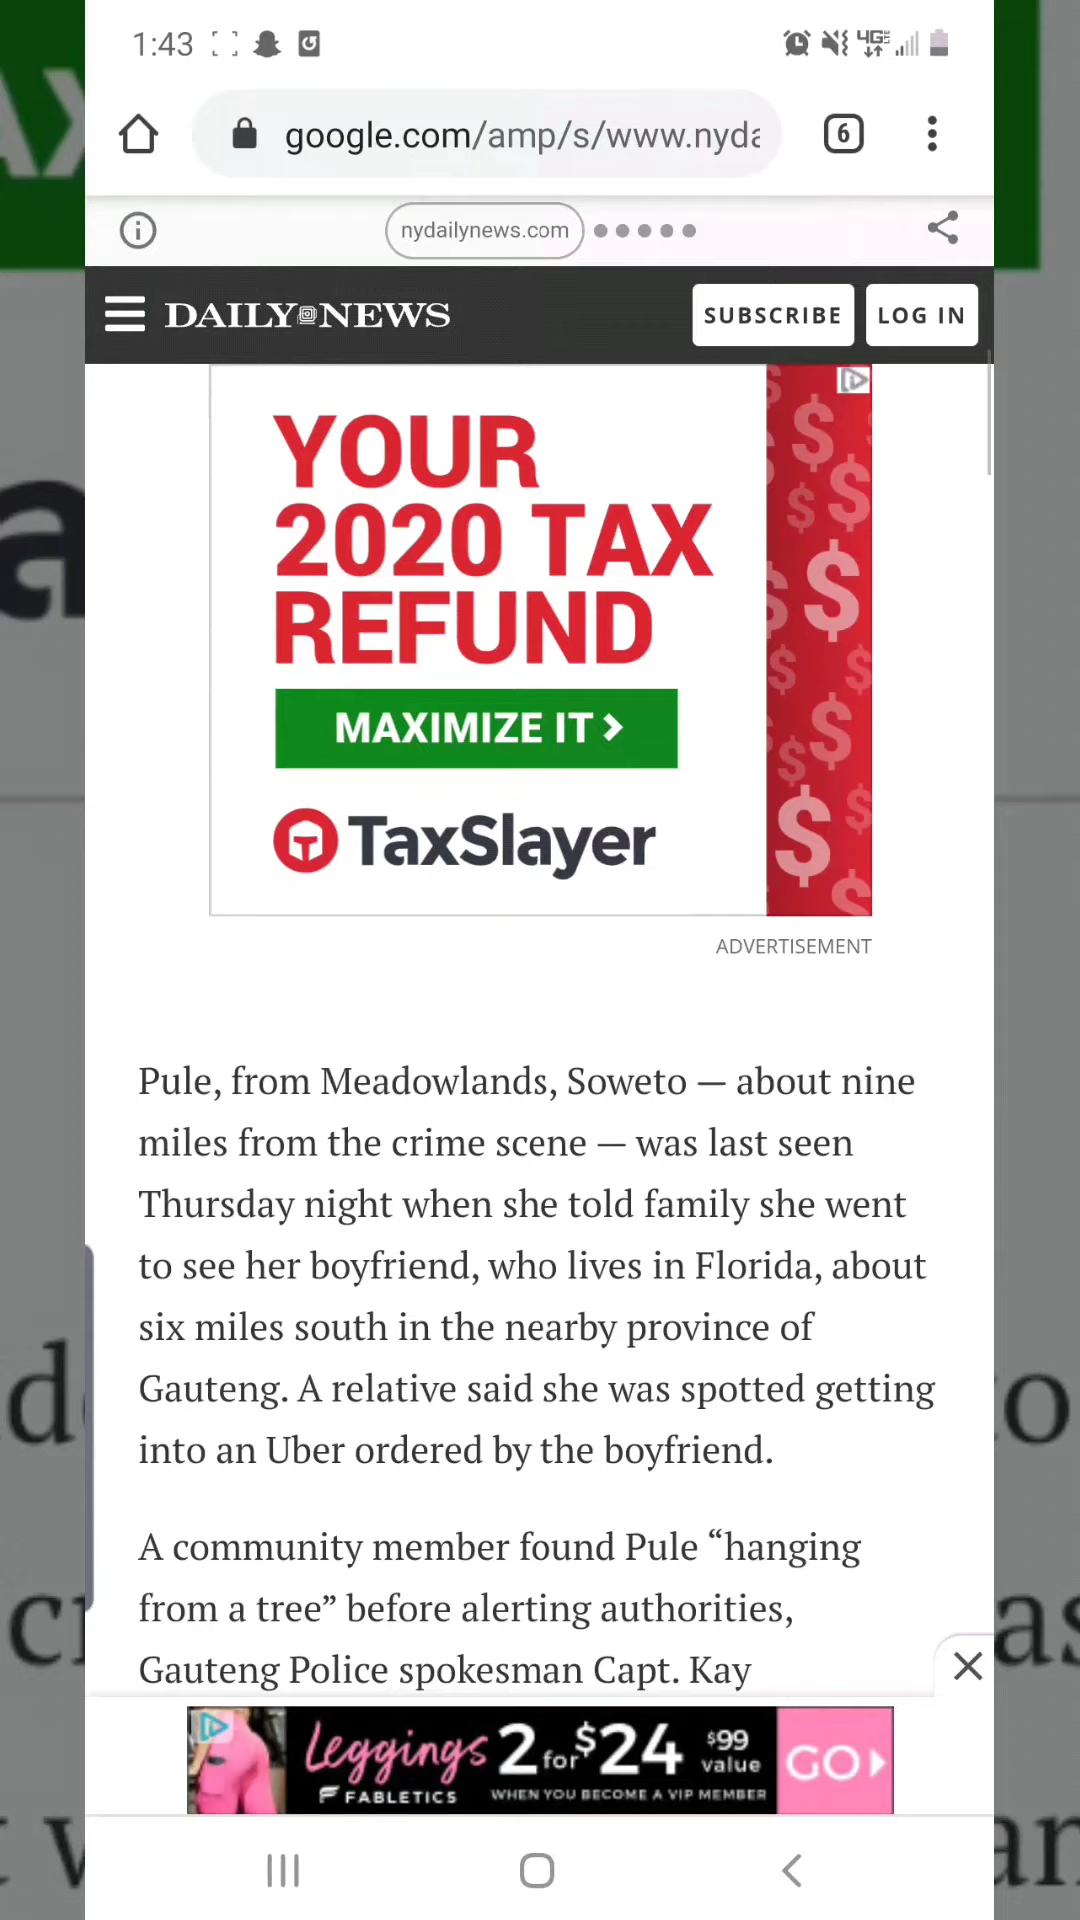 1:43
4G
google.com/amp/s/www.nyda
6
nydailynews.com
DAILY NEWS
SUBSCRIBE
LOG IN
YOUR
2020 TAX
REFUND
MAXIMIZE IT >
TaxSlayer
ADVERTISEMENT
Pule, from Meadowlands, Soweto — about nine
miles from the crime scene — was last seen
Thursday night when she told family she went
to see her boyfriend, who lives in Florida, about
six miles south in the nearby province of
Gauteng. A relative said she was spotted getting
into an Uber ordered by the boyfriend.
A community member found Pule “hanging
from a tree” before alerting authorities,
Gauteng Police spokesman Capt. Kay
Leggings 2 for $24 $99 value
FABLETICS WHEN YOU BECOME A VIP MEMBER
GO